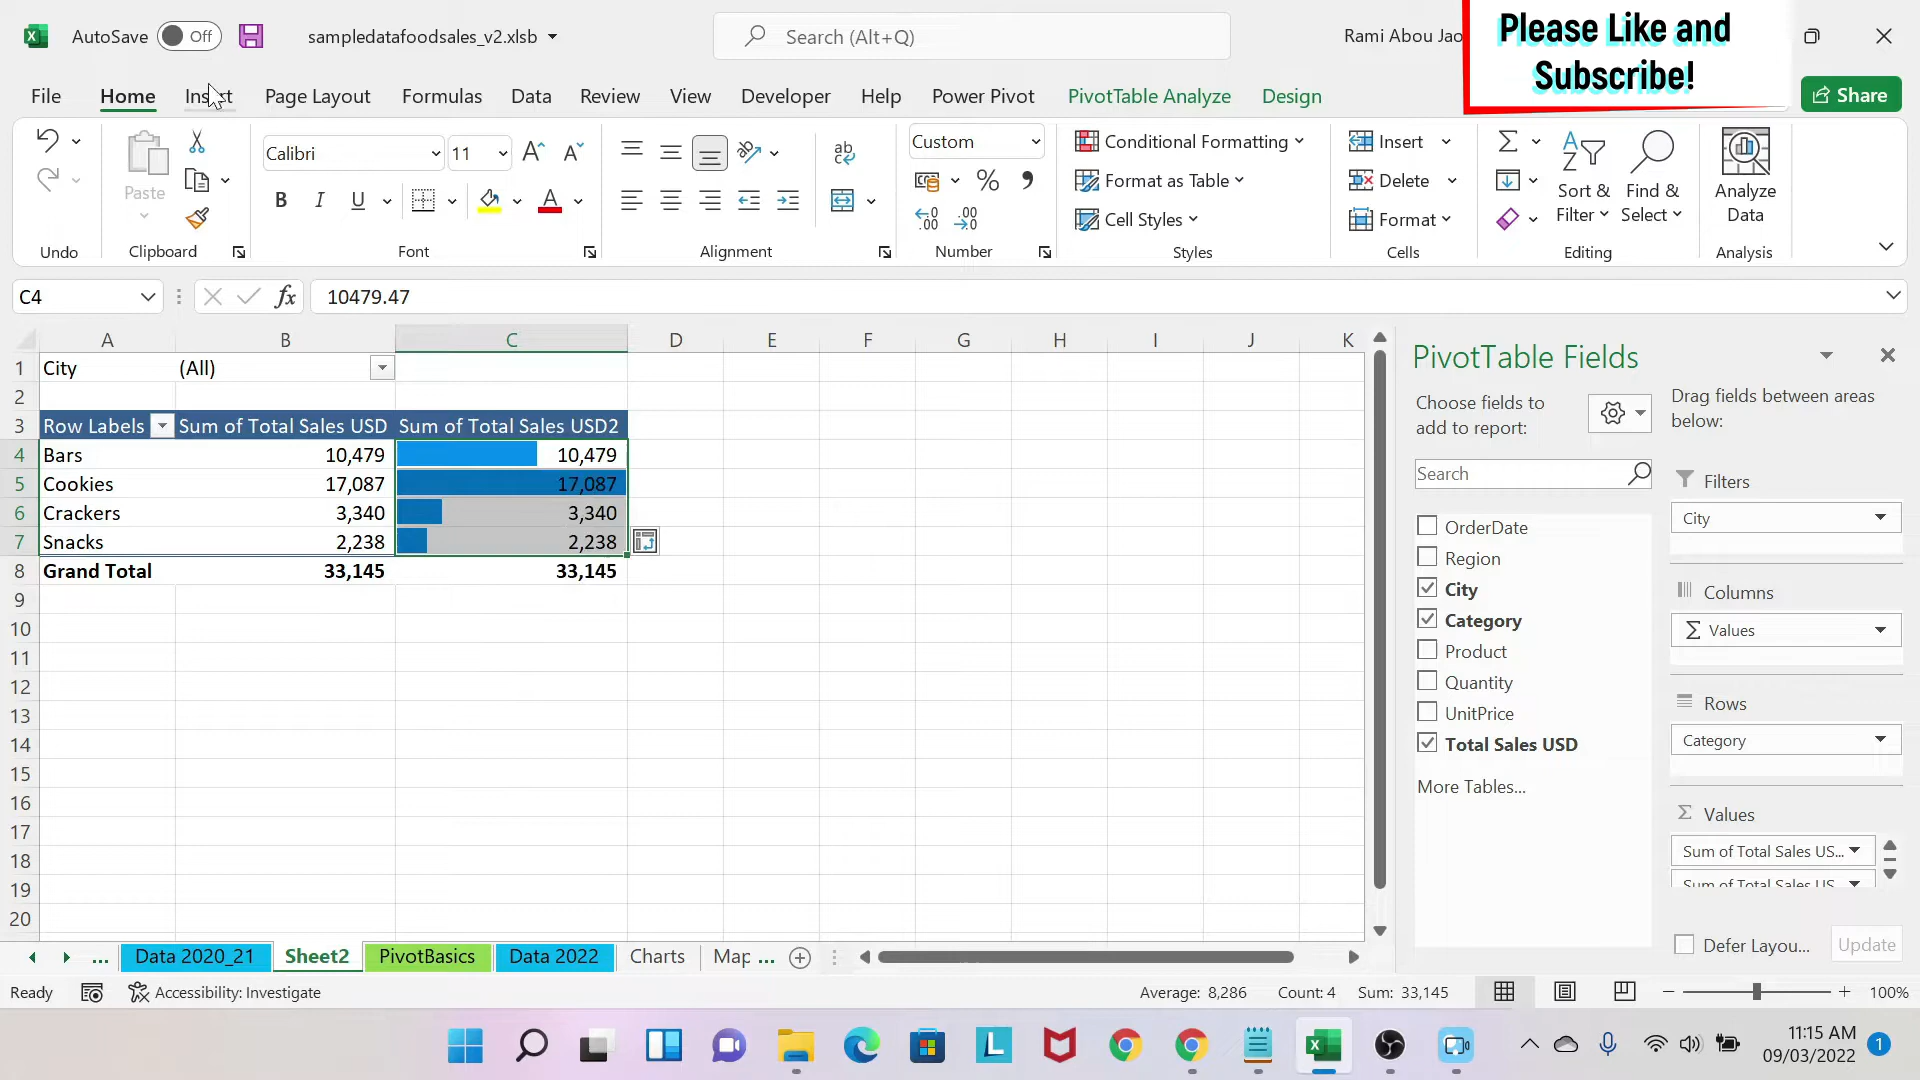 AutoSave Off sampledatafoodsales_v2.xlsb Search (Alt+Q) Rami Abou Jao
Please Like and
Subscribe!
File Home Insert Page Layout Formulas Data Review View Developer Help Power Pivot PivotTable Analyze Design Share
Calibri 11 Custom Conditional Formatting Insert
Paste Format as Table Delete Sort & Find & Analyze
Cell Styles Format Filter Select Data
Undo Clipboard Font Alignment Number Styles Cells Editing Analysis
C4 fx 10479.47
A B C D E F G H I J K
1 City (All)
2
3 Row Labels Sum of Total Sales USD Sum of Total Sales USD2
4 Bars 10,479 10,479
5 Cookies 17,087 17,087
6 Crackers 3,340 3,340
7 Snacks 2,238 2,238
8 Grand Total 33,145 33,145
9
10
11
12
13
14
15
16
17
18
19
20
PivotTable Fields
Choose fields to
add to report:
Search
OrderDate
Region
City
Category
Product
Quantity
UnitPrice
Total Sales USD
More Tables...
Drag fields between areas
below:
Filters
City
Columns
Σ Values
Rows
Category
Σ Values
Sum of Total Sales US...
Sum of Total Sales US
Defer Layou... Update
... Data 2020_21 Sheet2 PivotBasics Data 2022 Charts Map ...
Ready Accessibility: Investigate Average: 8,286 Count: 4 Sum: 33,145 100%
11:15 AM
09/03/2022
1